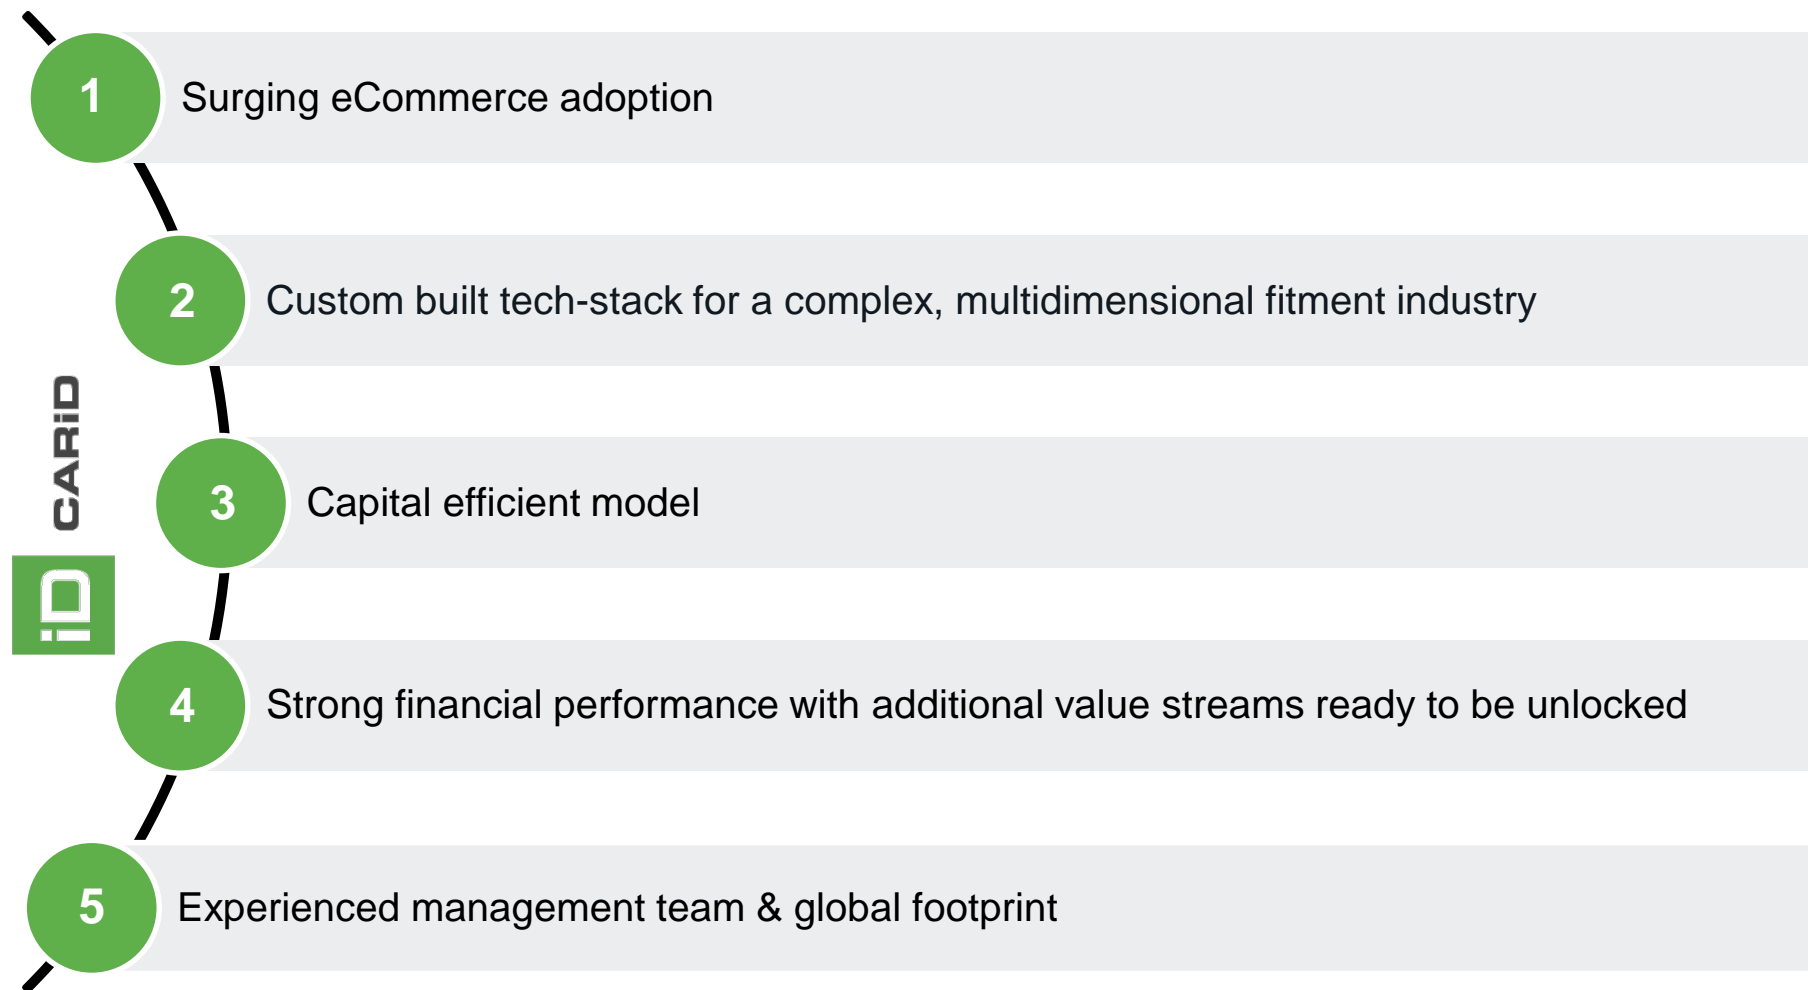 1
Surging eCommerce adoption
2
Custom built tech-stack for a complex, multidimensional fitment industry
CARiD
iD
3
Capital efficient model
4
Strong financial performance with additional value streams ready to be unlocked
5
Experienced management team & global footprint